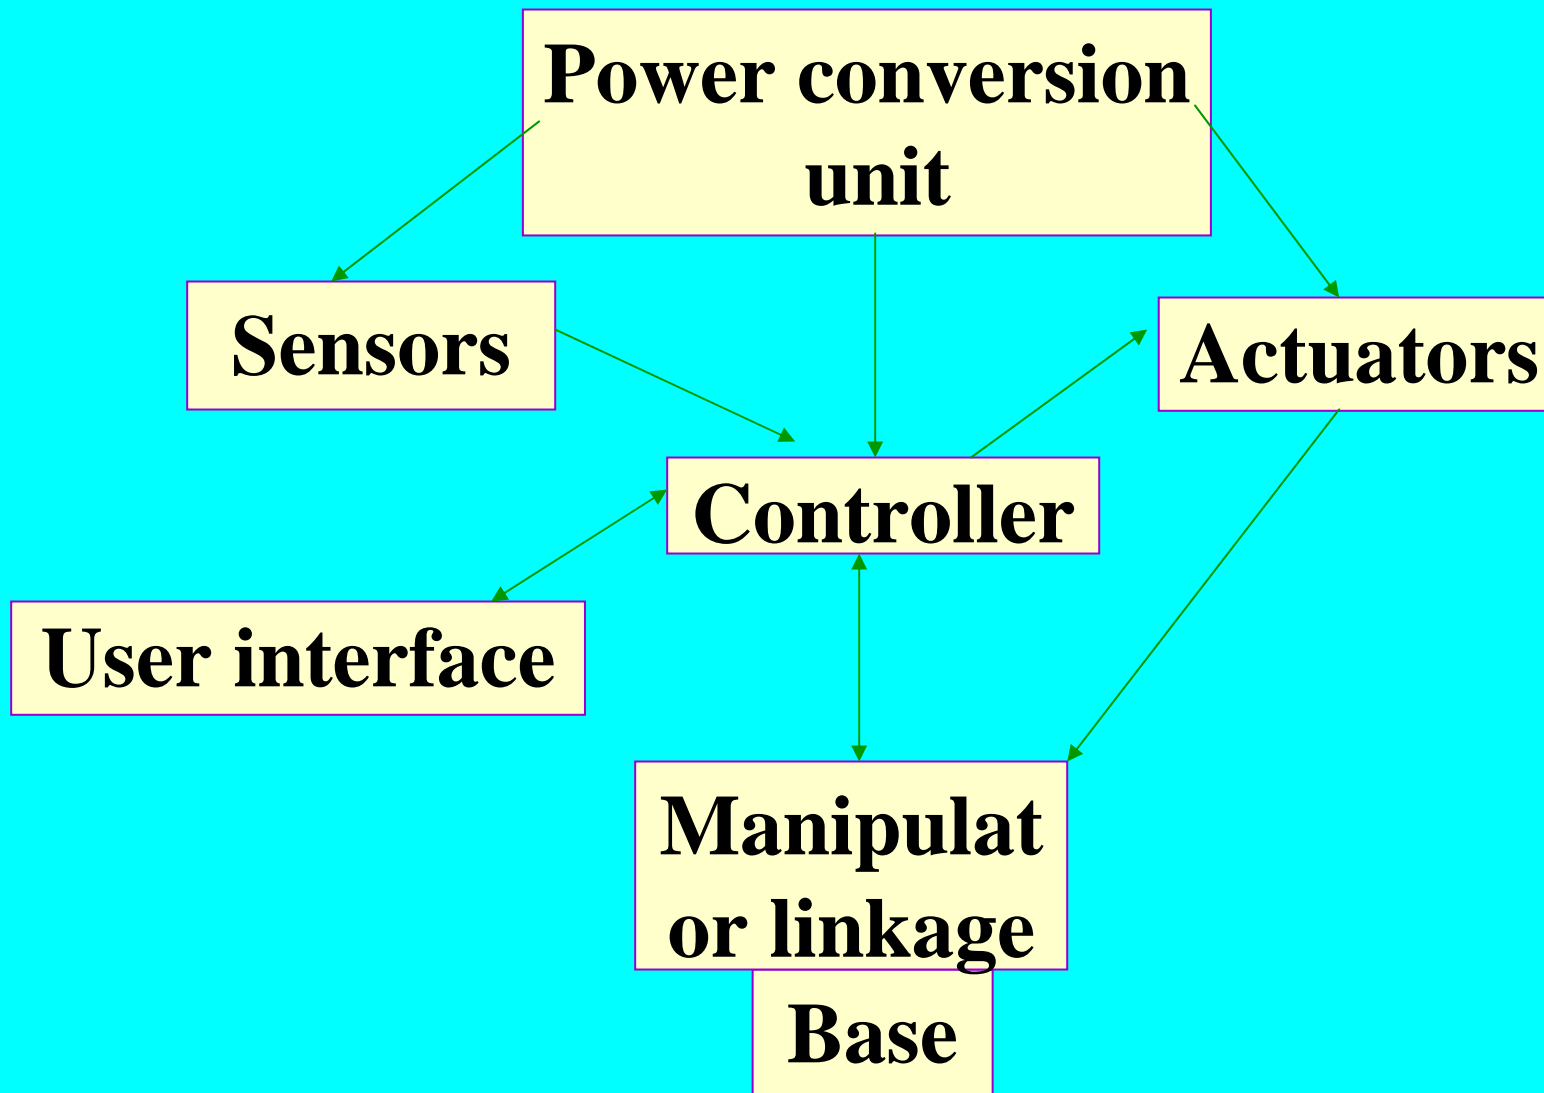 Power conversion
unit
Sensors
Actuators
Controller
User interface
Manipulat
or linkage
Base